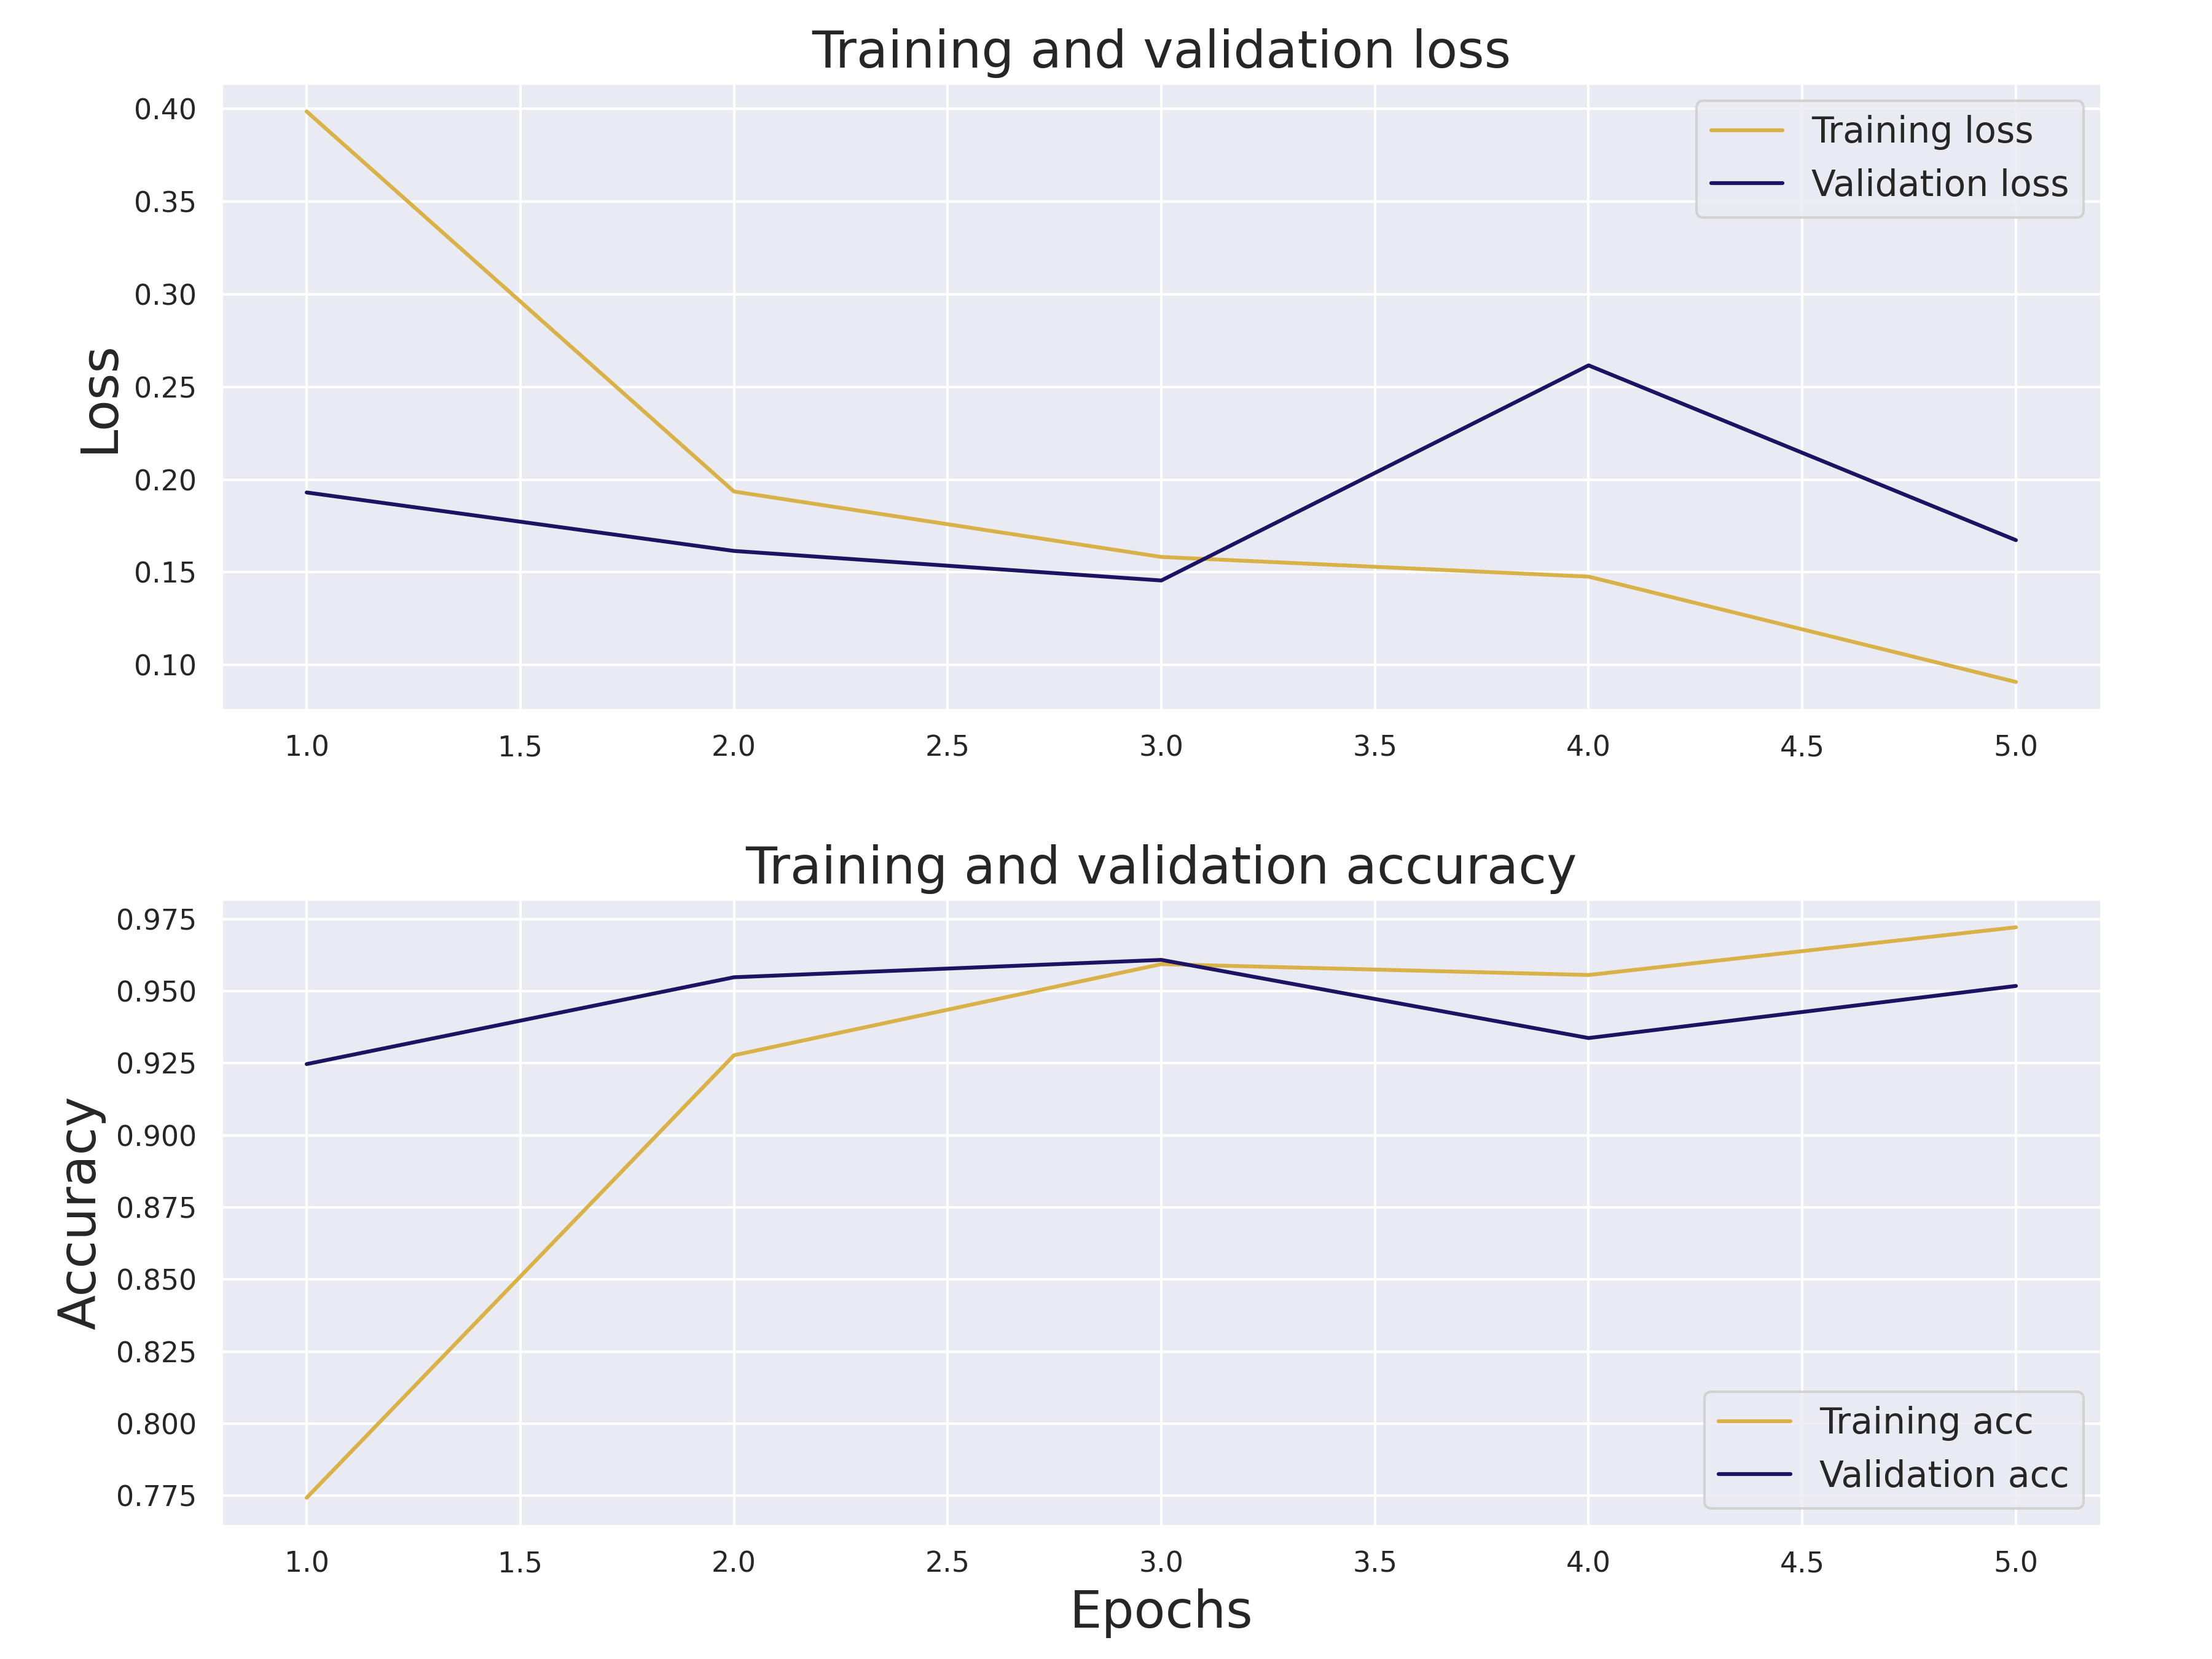 Training and validation loss
0.40
0.35
0.30
0.25
0.20
0.15
0.10
Loss
Training loss
Validation loss
1.0 1.5 2.0 2.5 3.0 3.5 4.0 4.5 5.0
Training and validation accuracy
0.975
0.950
0.925
0.900
0.875
0.850
0.825
0.800
0.775
Accuracy
Training acc
Validation acc
1.0 1.5 2.0 2.5 3.0 3.5 4.0 4.5 5.0
Epochs